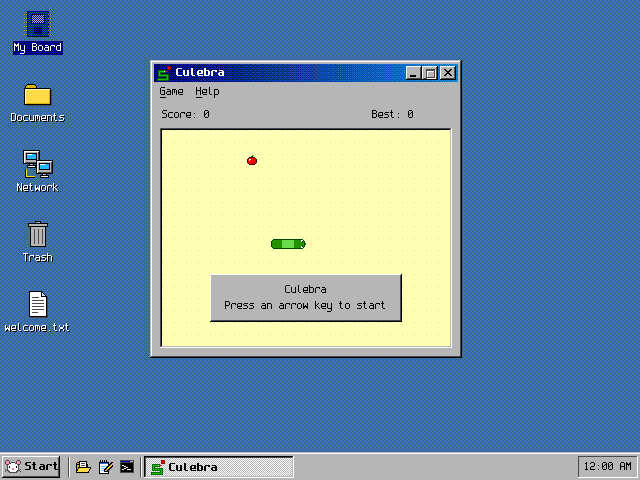 My Board
Documents
Network
Trash
welcome.txt
Culebra
Game Help
Score: 0 Best: 0
Culebra
Press an arrow key to start
Start
Culebra
12:00 AM